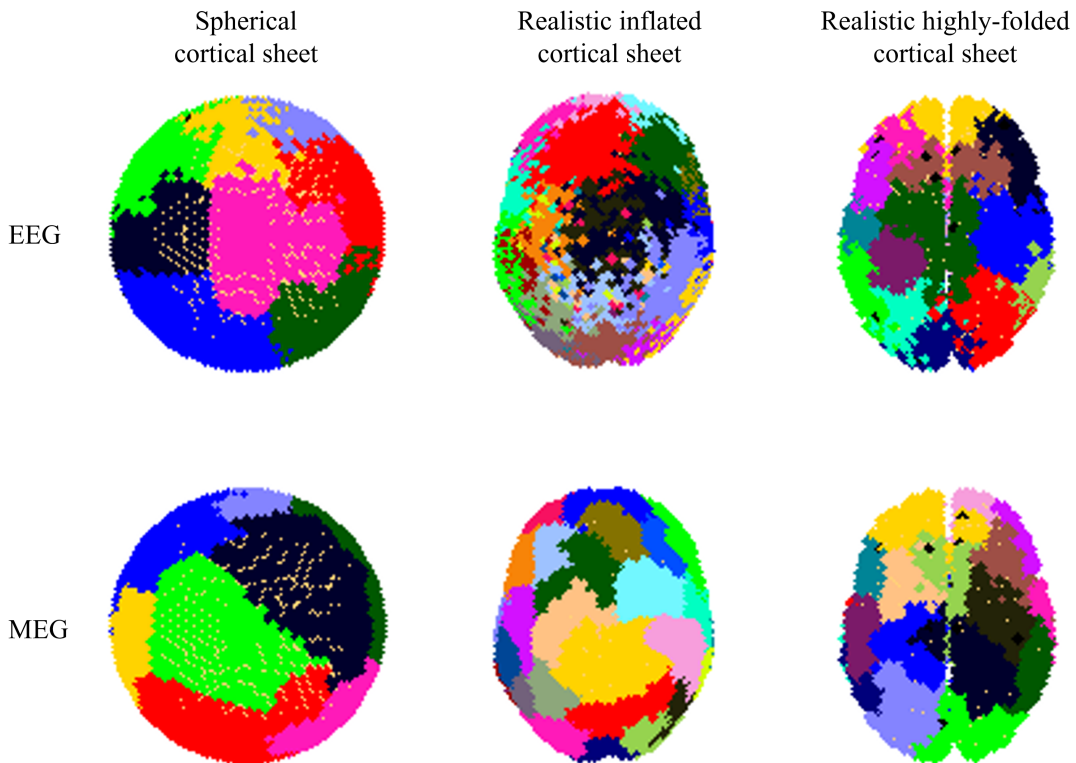 Spherical
cortical sheet
Realistic inflated
cortical sheet
Realistic highly-folded
cortical sheet
EEG
MEG